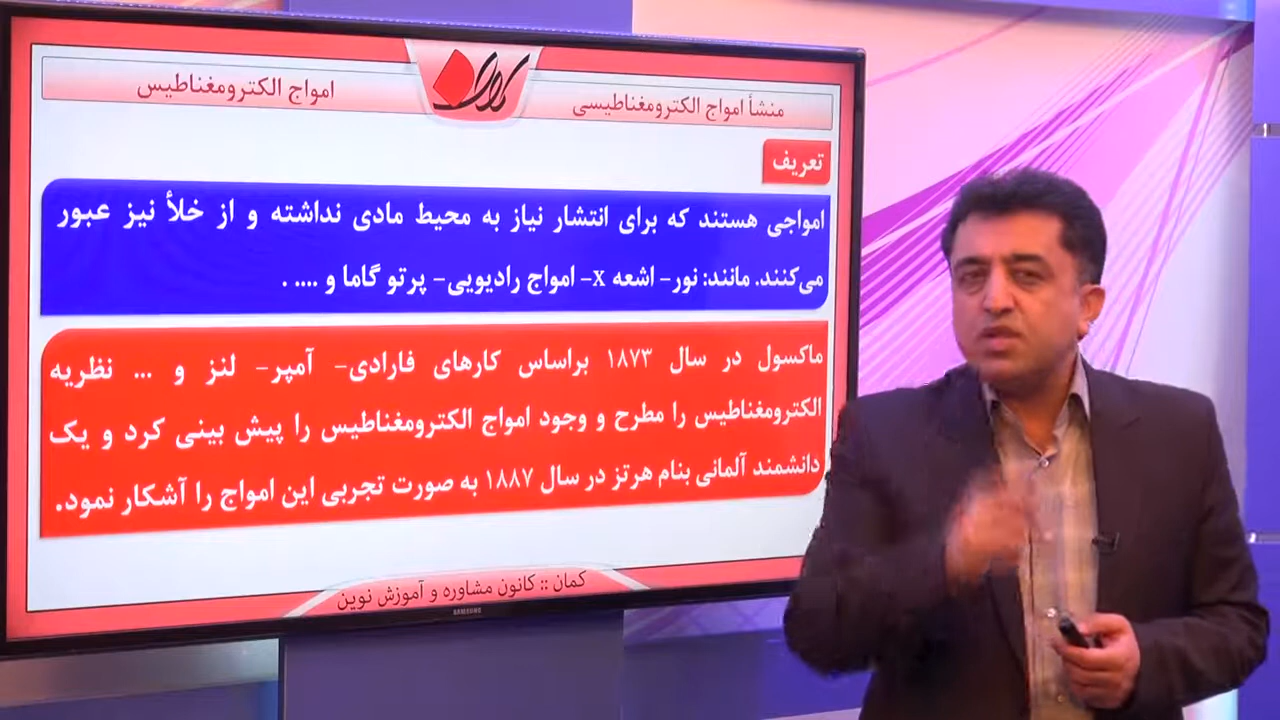 منشأ امواج الکترومغناطیسی
امواج الکترومغناطیس
کمان
تعریف
امواجی هستند که برای انتشار نیاز به محیط مادی نداشته و از خلأ نیز عبور
می‌کنند. مانند: نور- اشعه x- امواج رادیویی- پرتو گاما و .... .
ماکسول در سال ۱۸۷۳ براساس کارهای فارادی- آمپر- لنز و ... نظریه
الکترومغناطیس را مطرح و وجود امواج الکترومغناطیس را پیش بینی کرد و یک
دانشمند آلمانی بنام هرتز در سال ۱۸۸۷ به صورت تجربی این امواج را آشکار نمود.
کمان :: کانون مشاوره و آموزش نوین
SAMSUNG